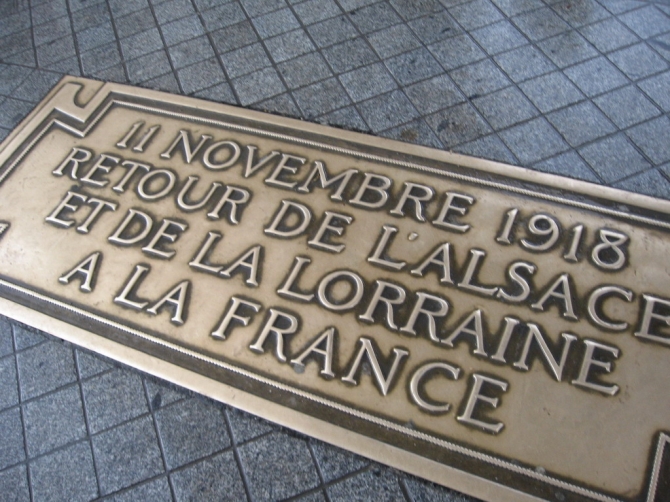 11 NOVEMBRE 1918
RETOUR DE L'ALSACE
ET DE LA LORRAINE
A LA FRANCE